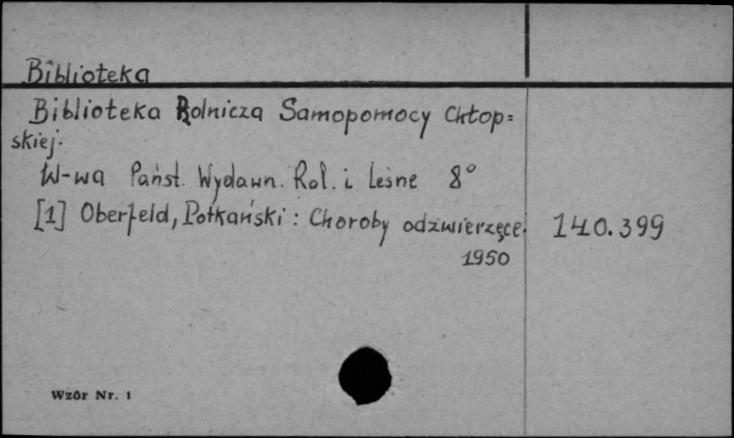 Biblioteka
Biblioteka Rolnicza Samopomocy Chłop=
skiej.
W-wa Państ. Wydawn. Rol. i Leśne 8°
[1] Oberfeld, Potkański: Choroby odzwierzęce. 140.399
1950
Wzór Nr. 1